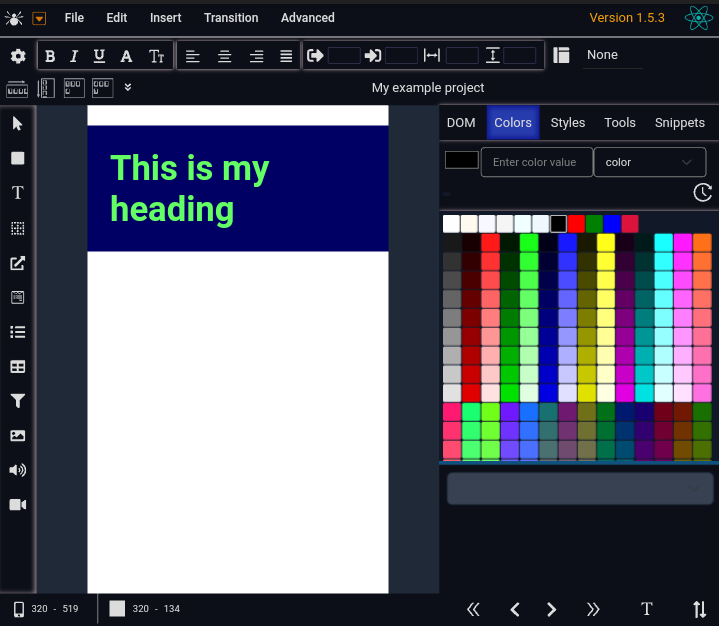 File Edit Insert Transition Advanced Version 1.5.3
B I U A TT None
My example project
DOM Colors Styles Tools Snippets
Enter color value color
This is my
heading
T
320 - 519 320 - 134 T